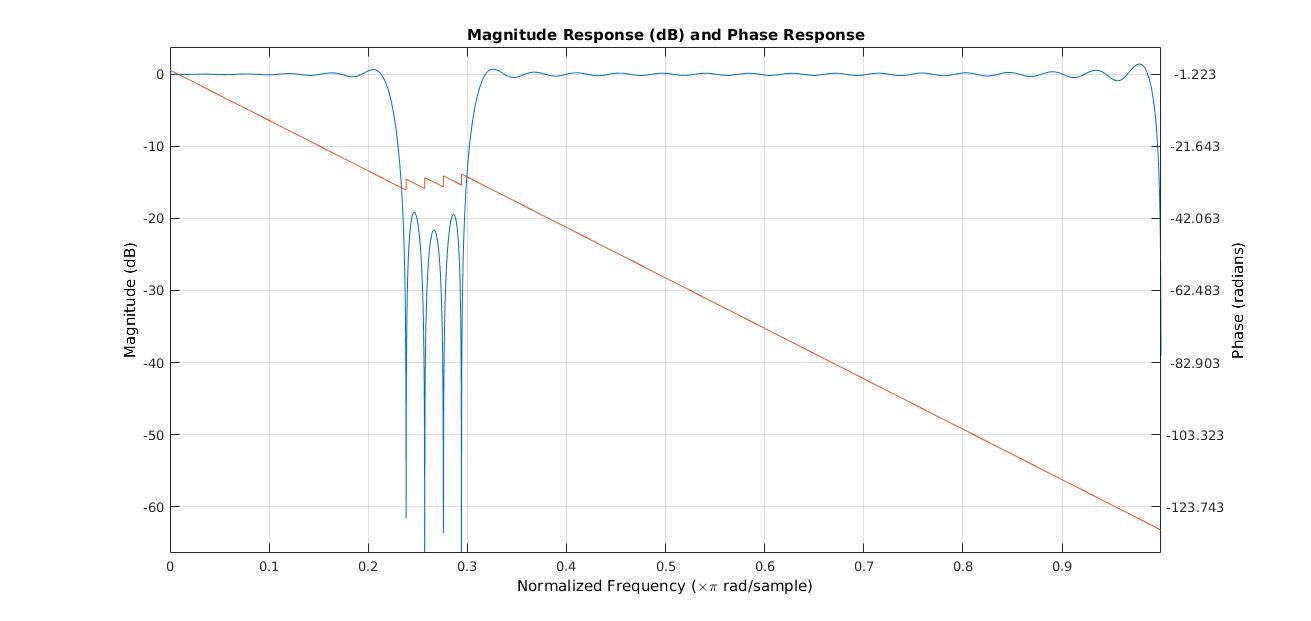 Magnitude Response (dB) and Phase Response
0
-10
-20
-30
-40
-50
-60
Magnitude (dB)
-1.223
-21.643
-42.063
-62.483
-82.903
-103.323
-123.743
Phase (radians)
0 0.1 0.2 0.3 0.4 0.5 0.6 0.7 0.8 0.9
Normalized Frequency (×π rad/sample)